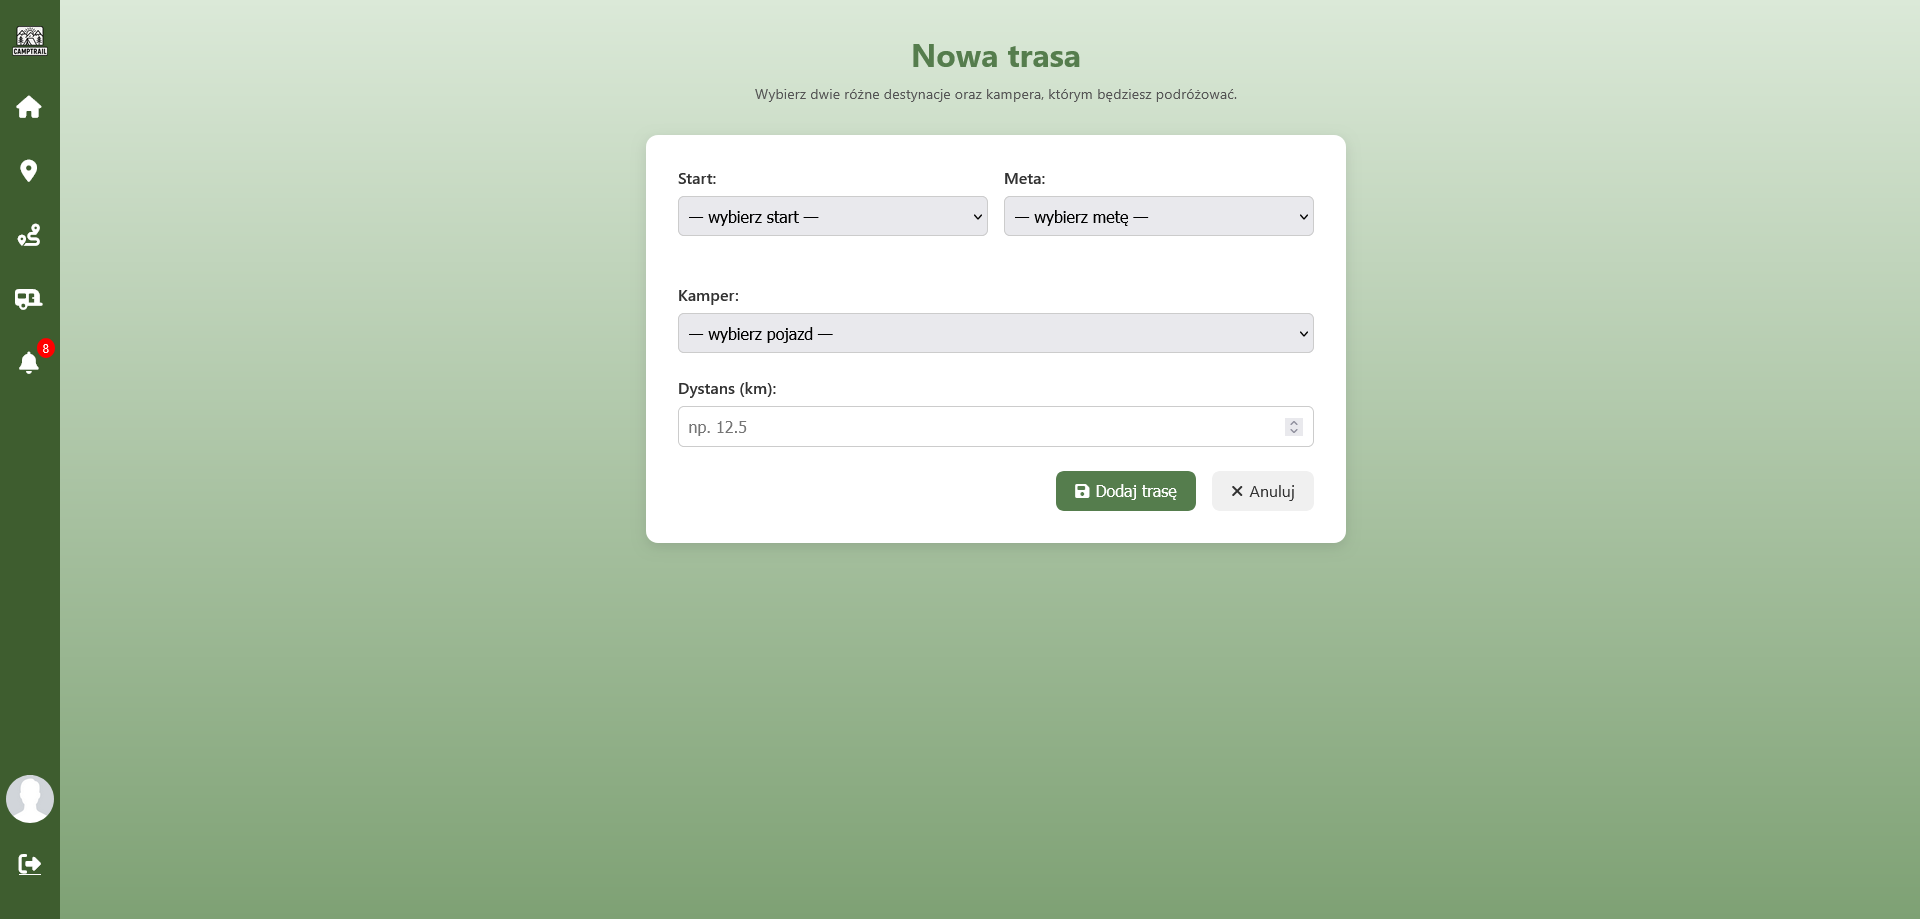 CAMPTRAIL
Nowa trasa
Wybierz dwie różne destynacje oraz kampera, którym będziesz podróżować.
Start: Meta:
— wybierz start — — wybierz metę —
Kamper:
— wybierz pojazd —
8
Dystans (km):
np. 12.5
Dodaj trasę Anuluj